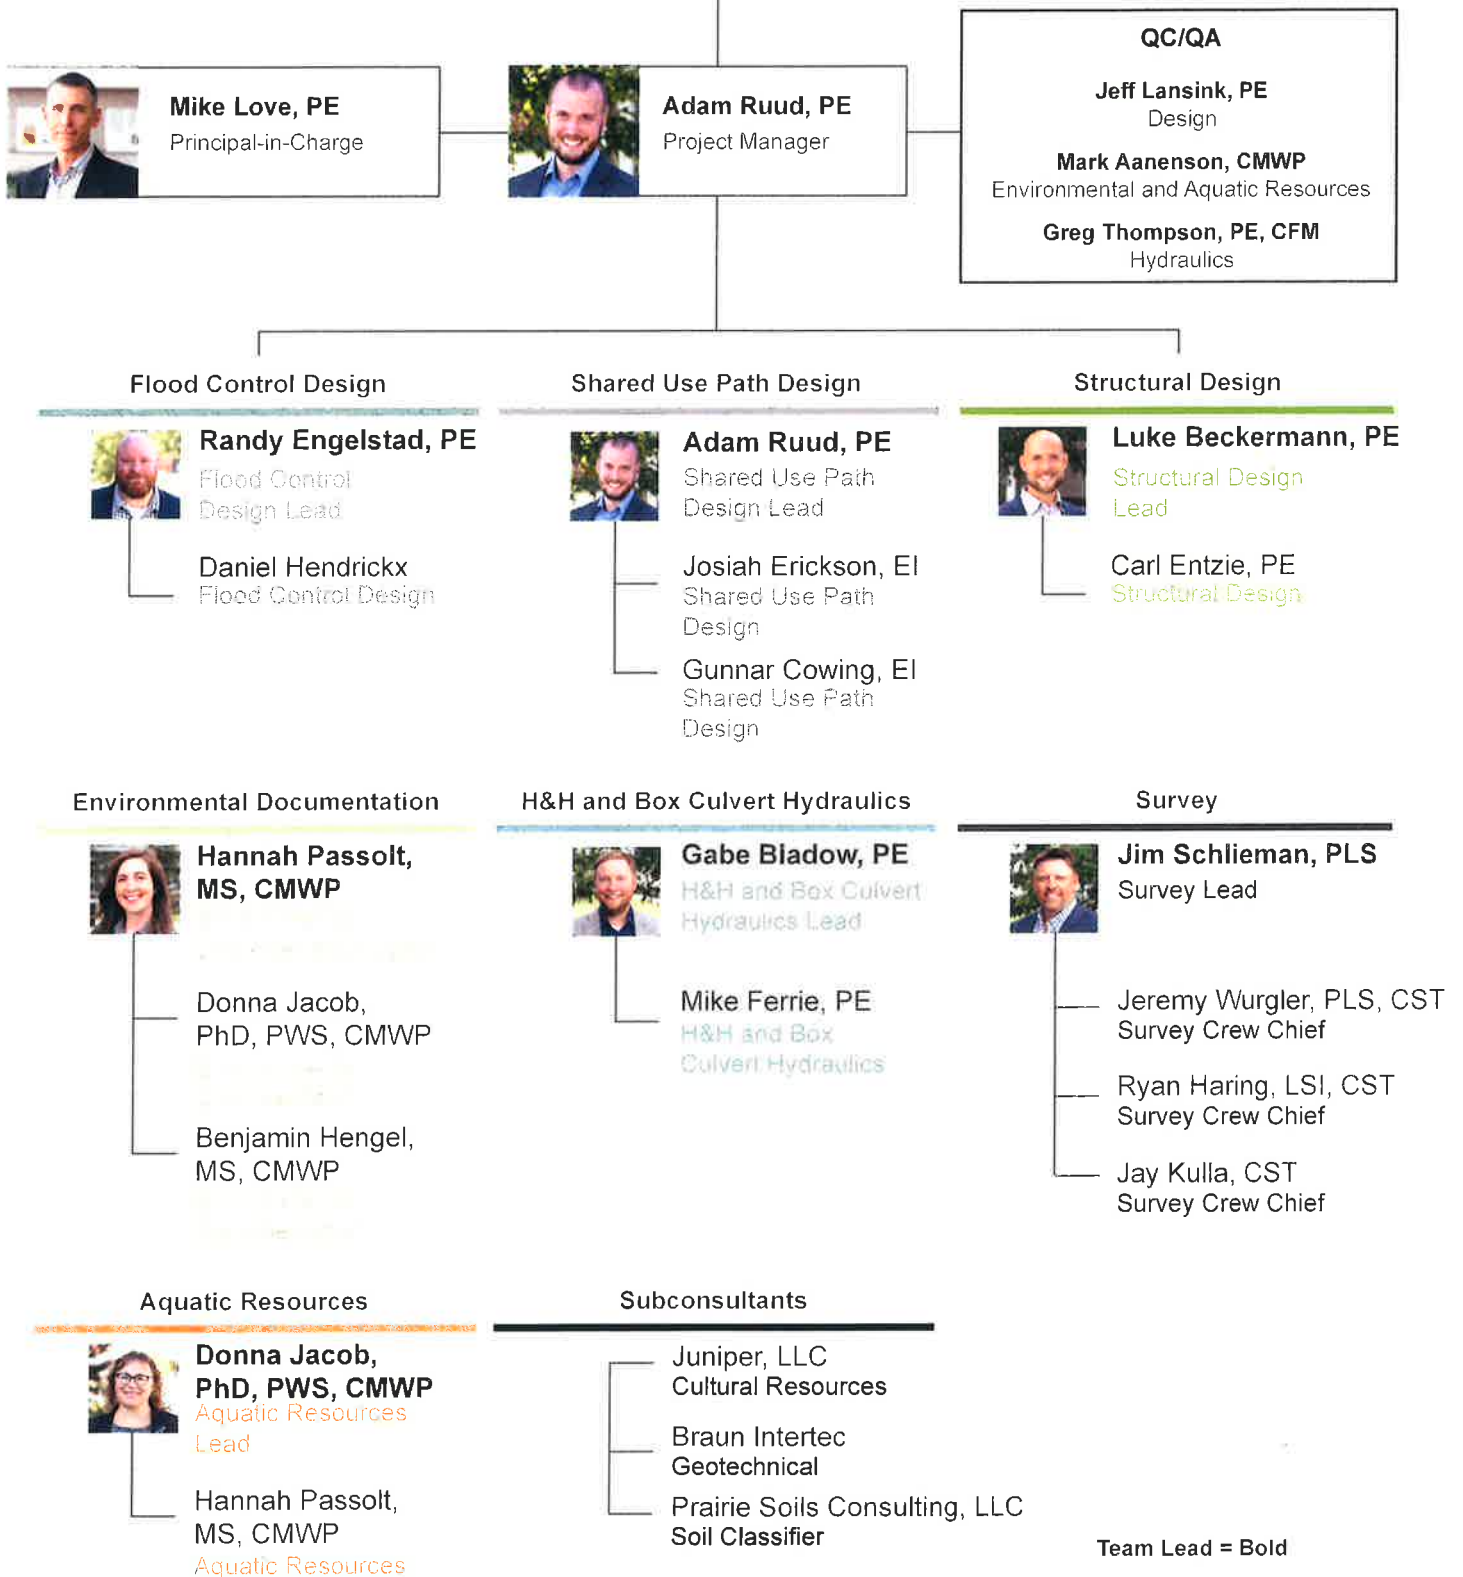 QC/QA
Mike Love, PE
Principal-in-Charge
Adam Ruud, PE
Project Manager
Jeff Lansink, PE
Design
Mark Aanenson, CMWP
Environmental and Aquatic Resources
Greg Thompson, PE, CFM
Hydraulics
Flood Control Design
Randy Engelstad, PE
Flood Control
Design Lead
Daniel Hendrickx
Flood Control Design
Shared Use Path Design
Adam Ruud, PE
Shared Use Path
Design Lead
Josiah Erickson, EI
Shared Use Path
Design
Gunnar Cowing, EI
Shared Use Path
Design
Structural Design
Luke Beckermann, PE
Structural Design
Lead
Carl Entzie, PE
Structural Design
Environmental Documentation
Hannah Passolt,
MS, CMWP
Donna Jacob,
PhD, PWS, CMWP
Benjamin Hengel,
MS, CMWP
H&H and Box Culvert Hydraulics
Gabe Bladow, PE
H&H and Box Culvert
Hydraulics Lead
Mike Ferrie, PE
H&H and Box
Culvert Hydraulics
Survey
Jim Schlieman, PLS
Survey Lead
Jeremy Wurgler, PLS, CST
Survey Crew Chief
Ryan Haring, LSI, CST
Survey Crew Chief
Jay Kulla, CST
Survey Crew Chief
Aquatic Resources
Donna Jacob,
PhD, PWS, CMWP
Aquatic Resources
Lead
Hannah Passolt,
MS, CMWP
Aquatic Resources
Subconsultants
Juniper, LLC
Cultural Resources
Braun Intertec
Geotechnical
Prairie Soils Consulting, LLC
Soil Classifier
Team Lead = Bold